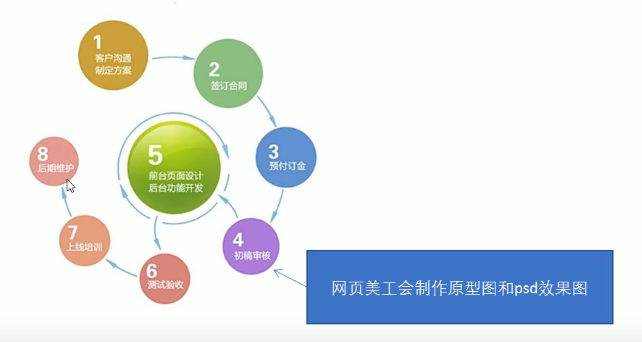 1
客户沟通
制定方案
2
签订合同
3
预付订金
4
初稿审核
网页美工会制作原型图和psd效果图
5
前台页面设计
后台功能开发
6
测试验收
7
上线培训
8
后期维护